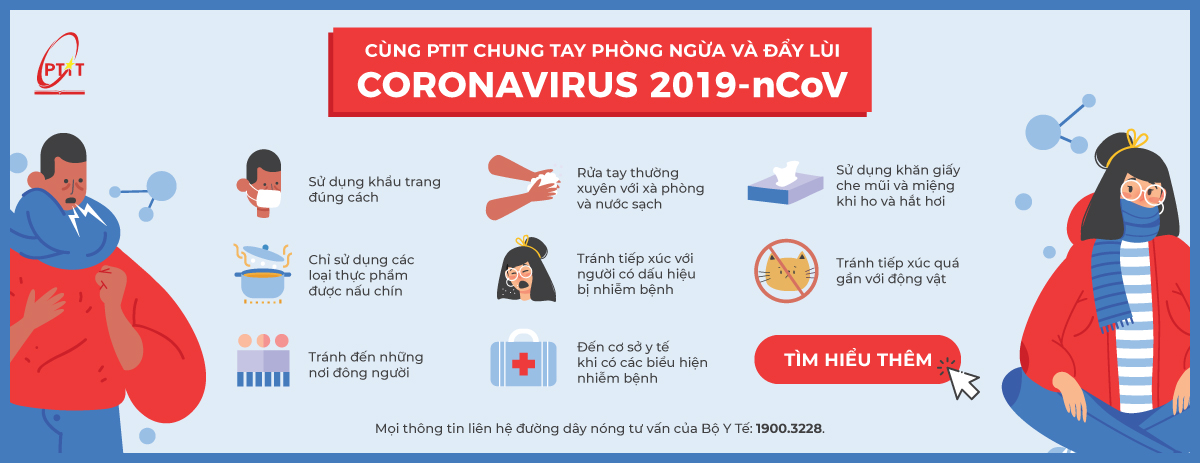 PTIT
CÙNG PTIT CHUNG TAY PHÒNG NGỪA VÀ ĐẨY LÙI
CORONAVIRUS 2019-nCoV
Sử dụng khẩu trang
đúng cách
Rửa tay thường
xuyên với xà phòng
và nước sạch
Sử dụng khăn giấy
che mũi và miệng
khi ho và hắt hơi
Chỉ sử dụng các
loại thực phẩm
được nấu chín
Tránh tiếp xúc với
người có dấu hiệu
bị nhiễm bệnh
Tránh tiếp xúc quá
gần với động vật
Tránh đến những
nơi đông người
Đến cơ sở y tế
khi có các biểu hiện
nhiễm bệnh
TÌM HIỂU THÊM
Mọi thông tin liên hệ đường dây nóng tư vấn của Bộ Y Tế: 1900.3228.